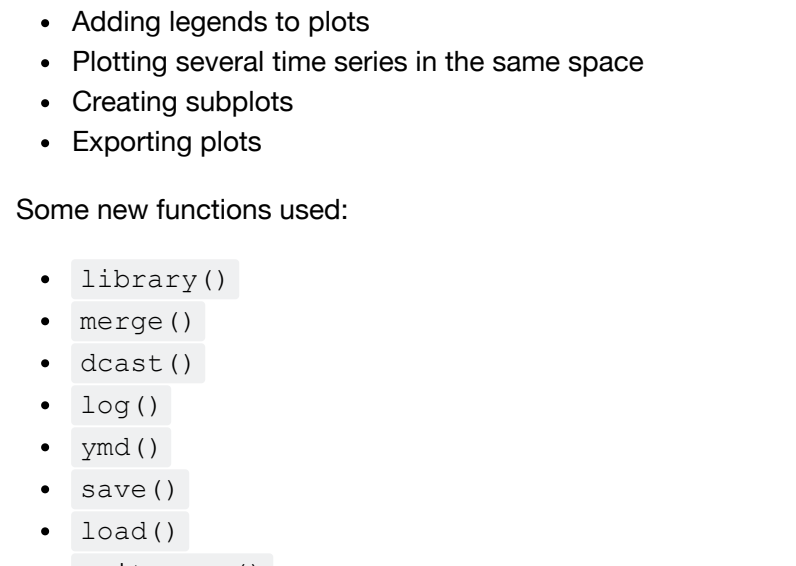 • Adding legends to plots
• Plotting several time series in the same space
• Creating subplots
• Exporting plots
Some new functions used:
• library()
• merge()
• dcast()
• log()
• ymd()
• save()
• load()